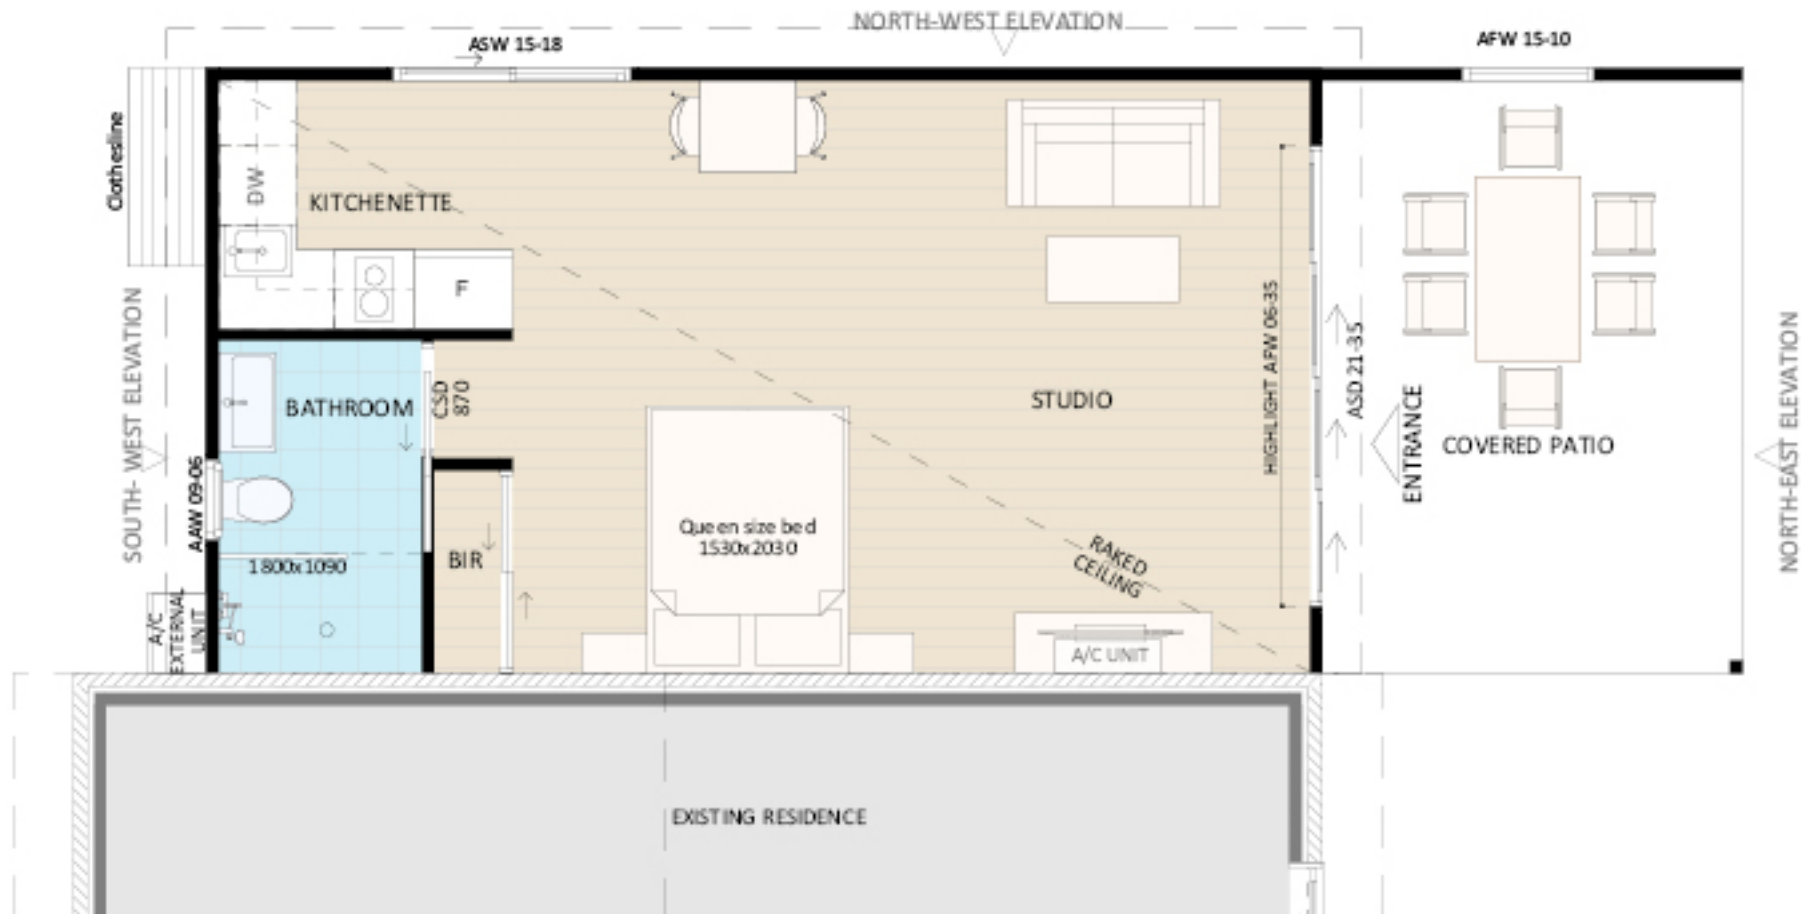 NORTH-WEST ELEVATION
ASW 15-18
AFW 15-10
Clothesline
DW
KITCHENETTE
F
HIGHLIGHT AFW 06-35
ASD 21-35
SOUTH- WEST ELEVATION
BATHROOM
CSD
870
STUDIO
ENTRANCE
COVERED PATIO
NORTH-EAST ELEVATION
AAW 09-06
Queen size bed
1530x2030
1800x1090
BIR
RAKED
CEILING
A/C
EXTERNAL
UNIT
A/C UNIT
EXISTING RESIDENCE